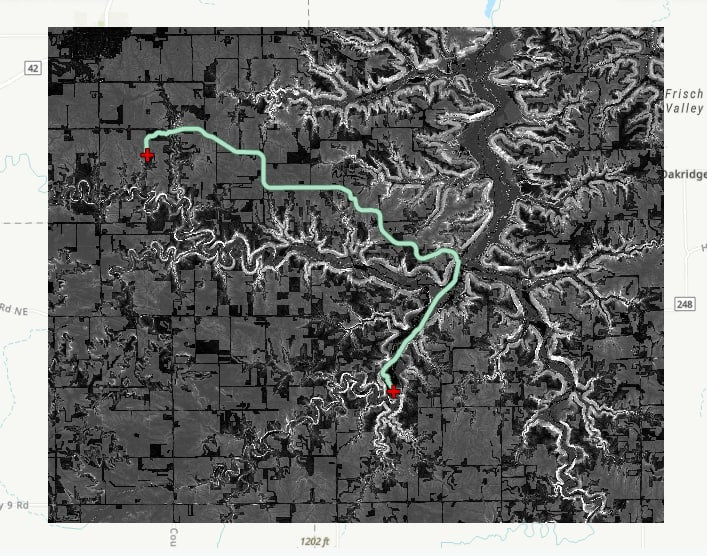 42
Frisch
Valley
Oakridge
H
248
Rd NE
y 9 Rd
Cou
1202 ft